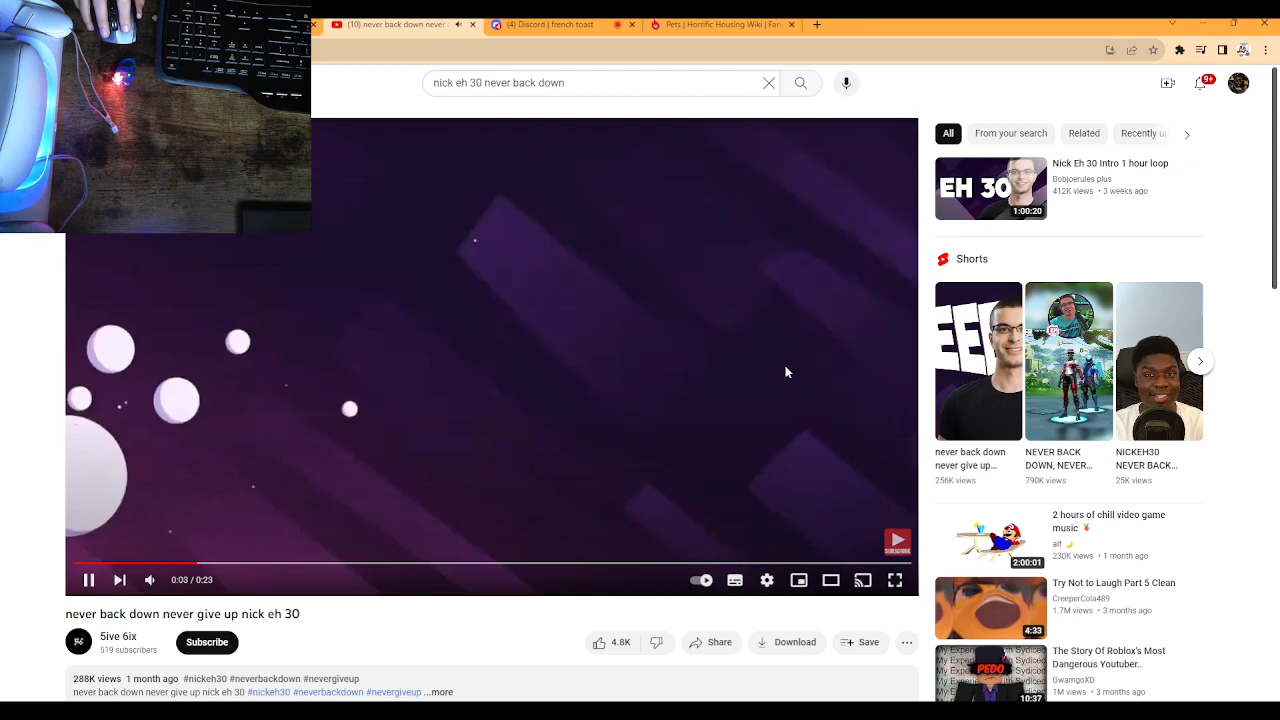 (10) never back down never
(4) Discord | french toast
Pets | Horrific Housing Wiki | Fan
nick eh 30 never back down
9+
All
From your search
Related
Recently up
EH 30
1:00:20
Nick Eh 30 Intro 1 hour loop
Bobjoerules plus
412K views • 3 weeks ago
Shorts
never back down
never give up...
256K views
NEVER BACK
DOWN, NEVER...
790K views
NICKEH30
NEVER BACK...
25K views
SUBSCRIBE
0:03 / 0:23
2:00:01
2 hours of chill video game
music
alf
230K views • 1 month ago
4:33
Try Not to Laugh Part 5 Clean
CreeperCola489
1.7M views • 3 months ago
never back down never give up nick eh 30
5ive 6ix
519 subscribers
Subscribe
4.8K
Share
Download
Save
PEDO
10:37
The Story Of Roblox's Most
Dangerous Youtuber..
GwamgoXD
1M views • 3 months ago
288K views 1 month ago #nickeh30 #neverbackdown #nevergiveup
never back down never give up nick eh 30 #nickeh30 #neverbackdown #nevergiveup ...more